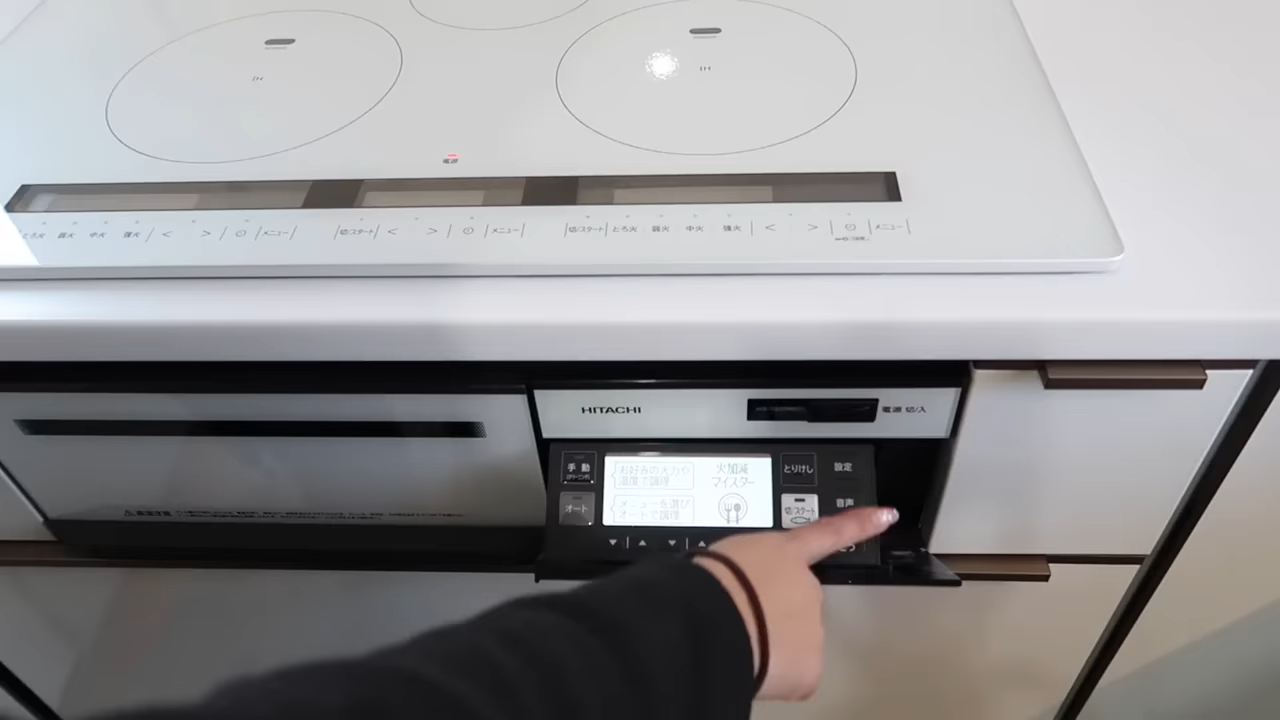 IH
IH
電源
とろ火 弱火 中火 強火 < > メニュー
切/スタート < > メニュー
切/スタート とろ火 弱火 中火 強火 < > メニュー
HITACHI
電源 切/入
手動
オート
お好みの火力や
温度で調理
メニューを選び
オートで調理
火加減
マイスター
とりけし
切/スタート
設定
音声